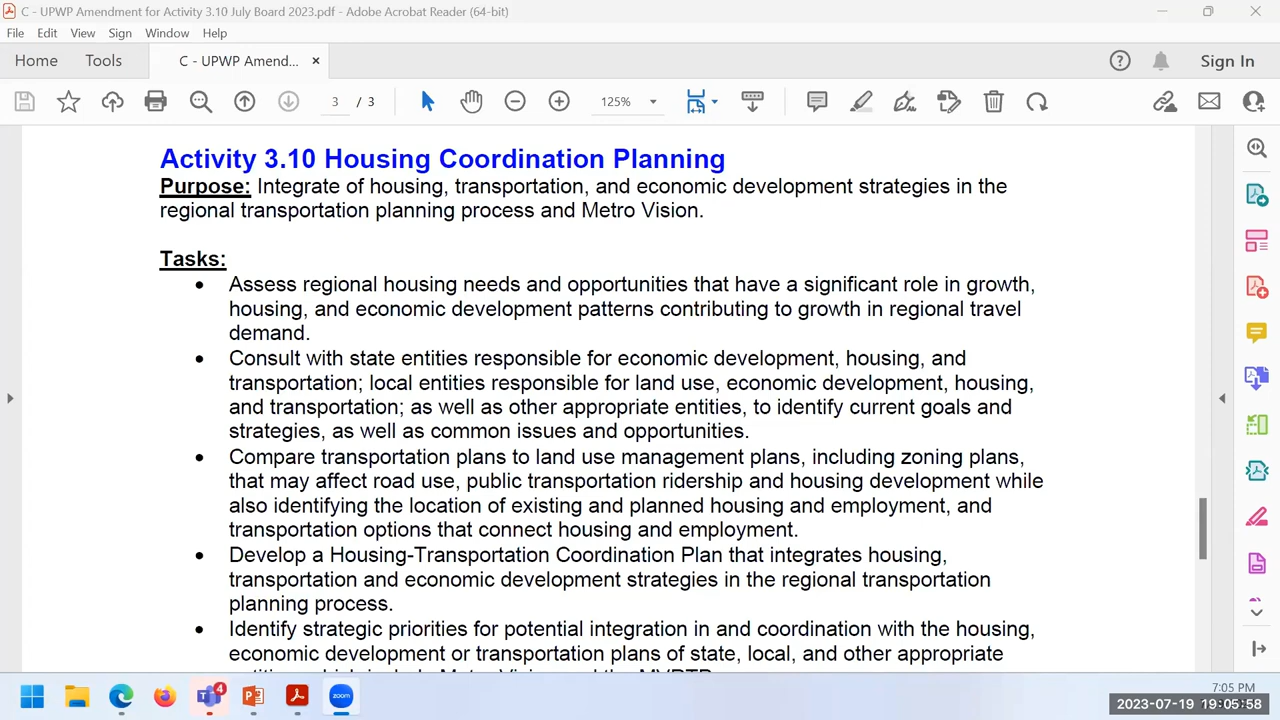 C - UPWP Amendment for Activity 3.10 July Board 2023.pdf - Adobe Acrobat Reader (64-bit)
File Edit View Sign Window Help
Home Tools C - UPWP Amend... × Sign In
3 / 3 125%
Activity 3.10 Housing Coordination Planning
Purpose: Integrate of housing, transportation, and economic development strategies in the
regional transportation planning process and Metro Vision.
Tasks:
• Assess regional housing needs and opportunities that have a significant role in growth,
housing, and economic development patterns contributing to growth in regional travel
demand.
• Consult with state entities responsible for economic development, housing, and
transportation; local entities responsible for land use, economic development, housing,
and transportation; as well as other appropriate entities, to identify current goals and
strategies, as well as common issues and opportunities.
• Compare transportation plans to land use management plans, including zoning plans,
that may affect road use, public transportation ridership and housing development while
also identifying the location of existing and planned housing and employment, and
transportation options that connect housing and employment.
• Develop a Housing-Transportation Coordination Plan that integrates housing,
transportation and economic development strategies in the regional transportation
planning process.
• Identify strategic priorities for potential integration in and coordination with the housing,
economic development or transportation plans of state, local, and other appropriate
4
zoom
7:05 PM
2023-07-19 19:05:58